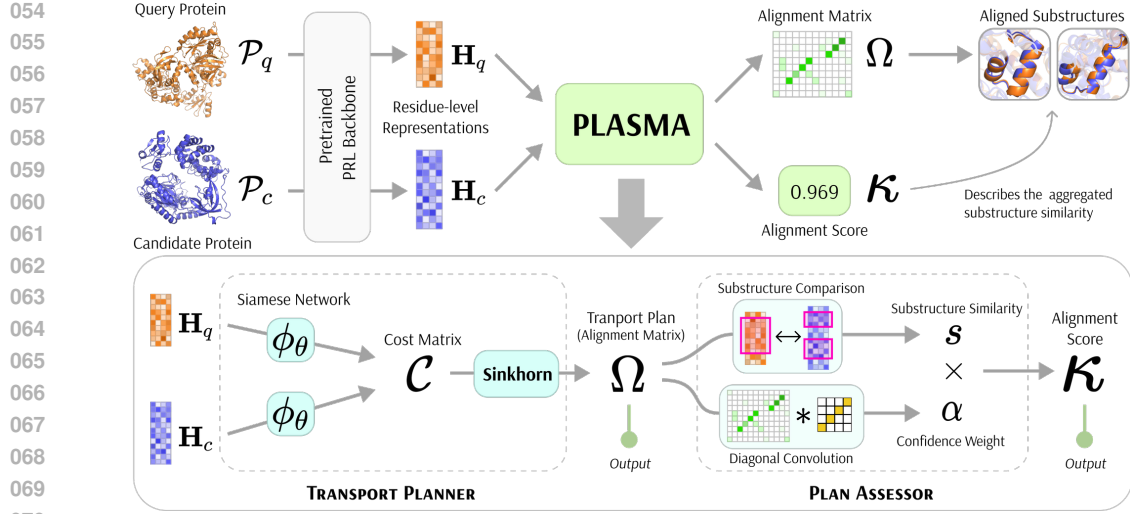 054
055
056
057
058
059
060
061
062
063
064
065
066
067
068
069
Query Protein
𝒫q
Candidate Protein
𝒫c
Pretrained
PRL Backbone
Hq
Residue-level
Representations
Hc
PLASMA
Alignment Matrix
Ω
Aligned Substructures
0.969
κ
Alignment Score
Describes the aggregated
substructure similarity
Hq
Hc
Siamese Network
ϕθ
ϕθ
Cost Matrix
𝒞
Sinkhorn
Tranport Plan
(Alignment Matrix)
Ω
Output
TRANSPORT PLANNER
Substructure Comparison
*
Diagonal Convolution
Substructure Similarity
s
×
α
Confidence Weight
Alignment
Score
κ
Output
PLAN ASSESSOR